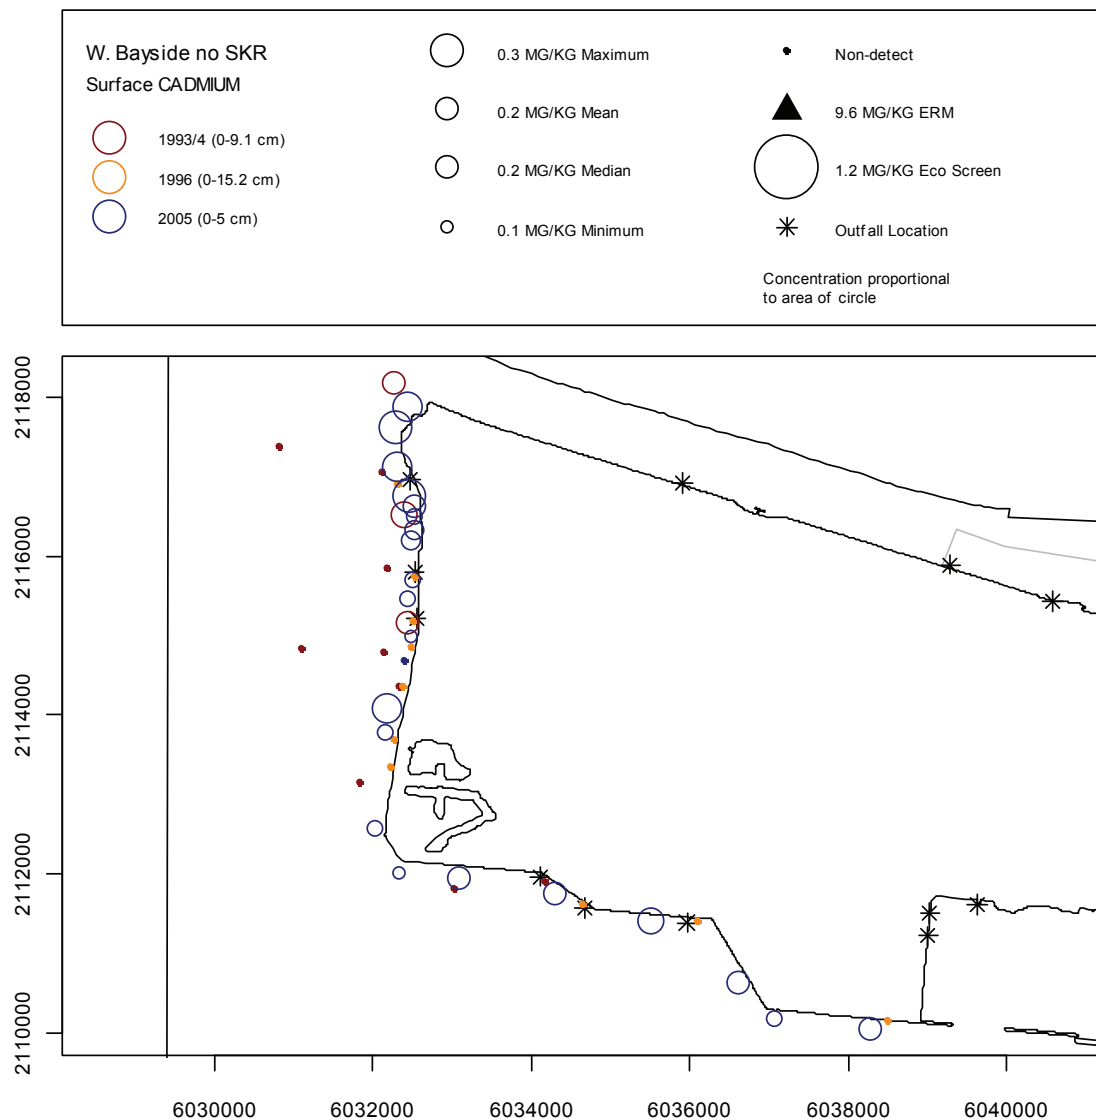 W. Bayside no SKR
Surface CADMIUM
1993/4 (0-9.1 cm)
1996 (0-15.2 cm)
2005 (0-5 cm)
0.3 MG/KG Maximum
0.2 MG/KG Mean
0.2 MG/KG Median
0.1 MG/KG Minimum
Non-detect
9.6 MG/KG ERM
1.2 MG/KG Eco Screen
Outfall Location
Concentration proportional
to area of circle
2118000
2116000
2114000
2112000
2110000
6030000 6032000 6034000 6036000 6038000 6040000